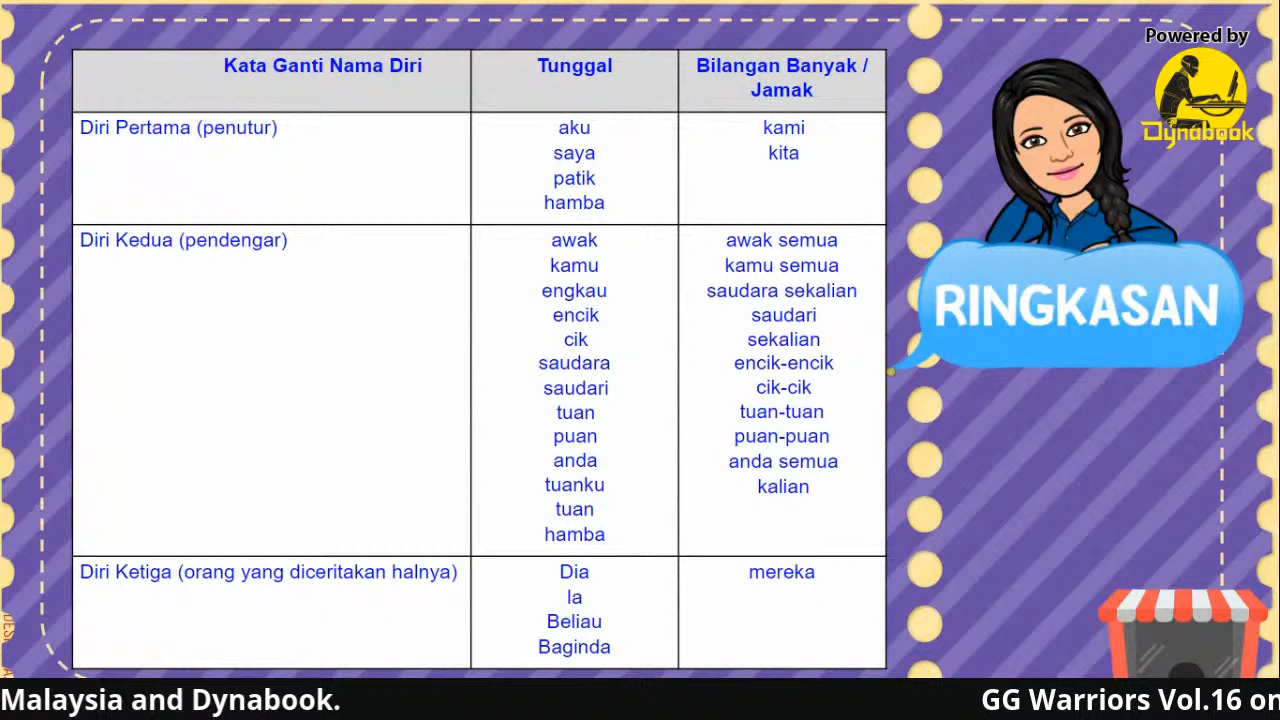 Powered by
Dynabook
Kata Ganti Nama Diri
Tunggal
Bilangan Banyak /
Jamak
Diri Pertama (penutur)
aku
saya
patik
hamba
kami
kita
Diri Kedua (pendengar)
awak
kamu
engkau
encik
cik
saudara
saudari
tuan
puan
anda
tuanku
tuan
hamba
awak semua
kamu semua
saudara sekalian
saudari
sekalian
encik-encik
cik-cik
tuan-tuan
puan-puan
anda semua
kalian
Diri Ketiga (orang yang diceritakan halnya)
Dia
Ia
Beliau
Baginda
mereka
RINGKASAN
Malaysia and Dynabook.
GG Warriors Vol.16 on